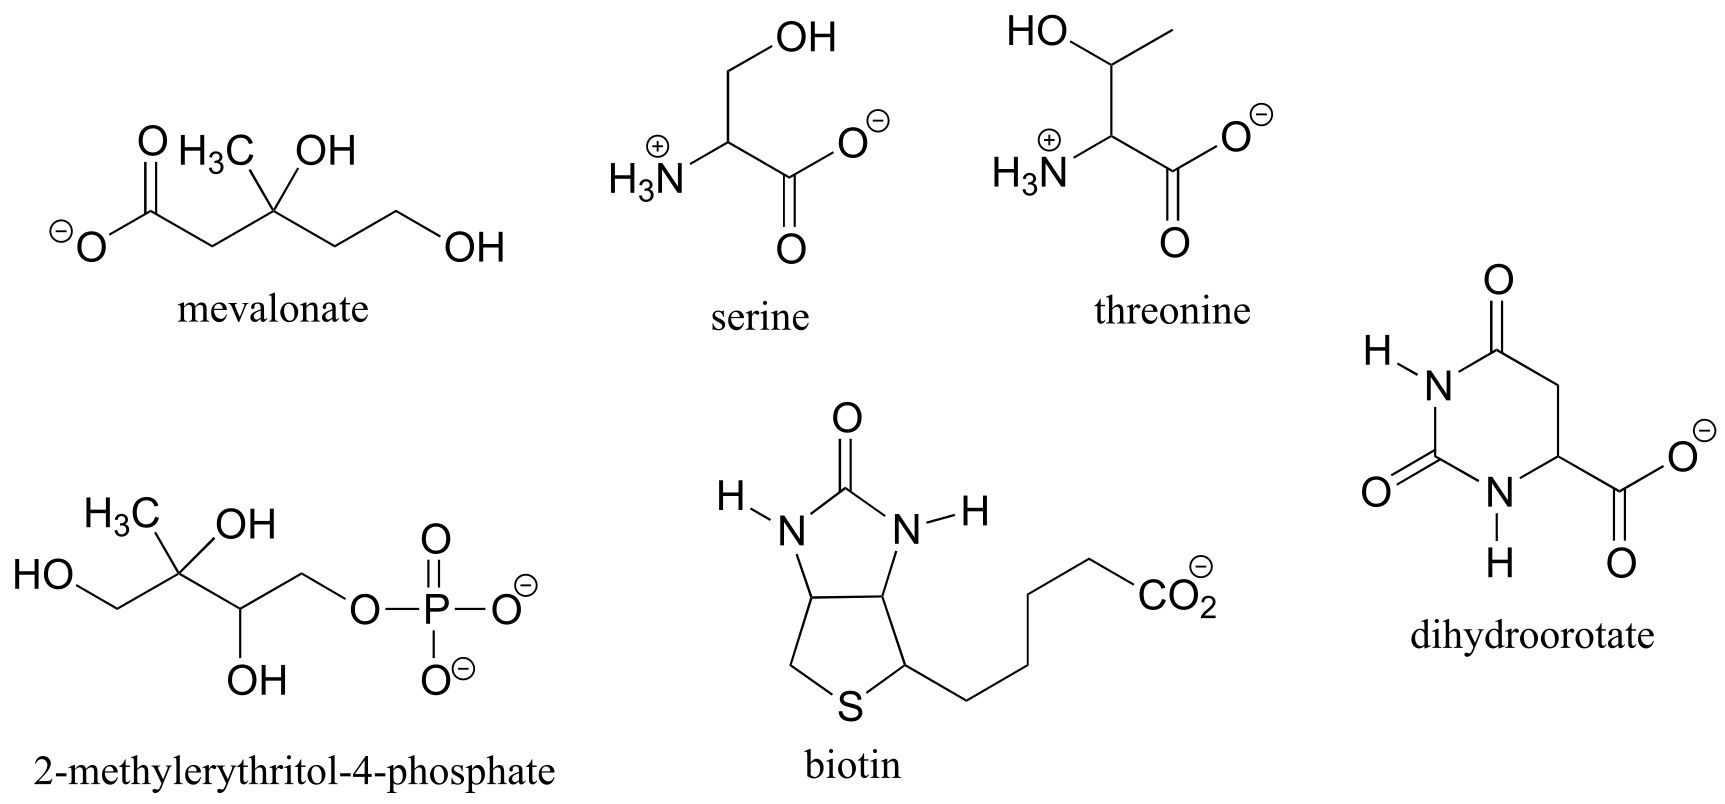 OH
HO
O
H₃C
OH
⊖
O
⊕
H₃N
O
⊖
⊕
H₃N
O
⊖
O
OH
O
O
mevalonate
serine
threonine
O
H
N
O
N
H
O
⊖
O
dihydroorotate
H₃C
OH
HO
O
O
P
O
⊖
OH
O
⊖
2-methylerythritol-4-phosphate
O
H
N
N
H
S
CO₂
⊖
biotin